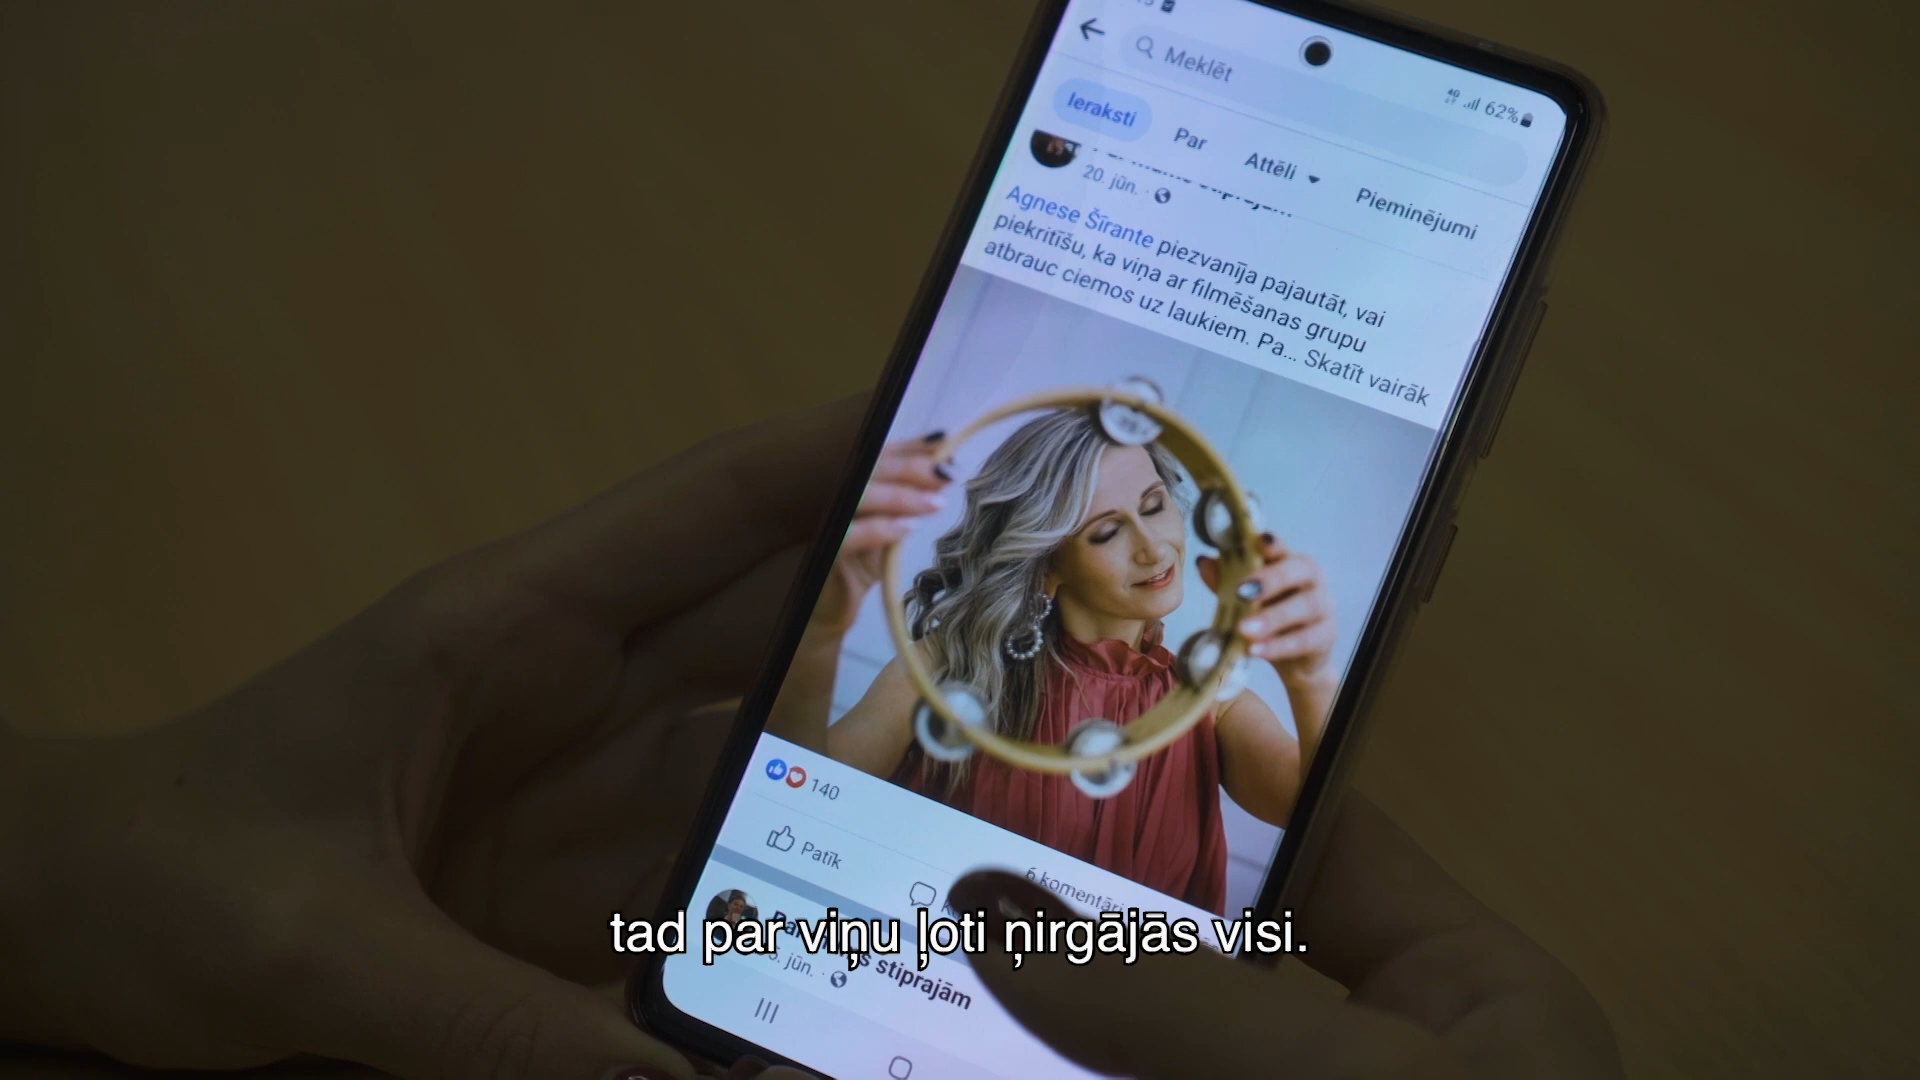 Meklēt
62%
Ieraksti
Par
Attēli
Pieminējumi
20. jūn.
Agnese Šīrante piezvanīja pajautāt, vai
piekritīšu, ka viņa ar filmēšanas grupu
atbrauc ciemos uz laukiem. Pa... Skatīt vairāk
140
6 komentāri
Patīk
stiprajām
jūn.
tad par viņu ļoti ņirgājās visi.